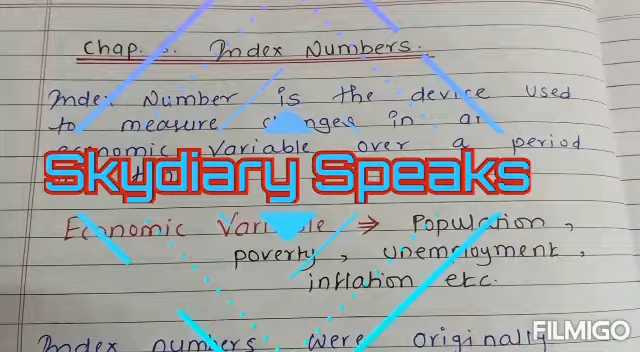 Chap. Index Numbers.
Index Number is the device used
to measure changes in an
economic variable over a period
Skydiary Speaks
Economic Variable ⇒ Population,
poverty, unemployment,
inflation etc.
Index numbers were originally
FILMIGO